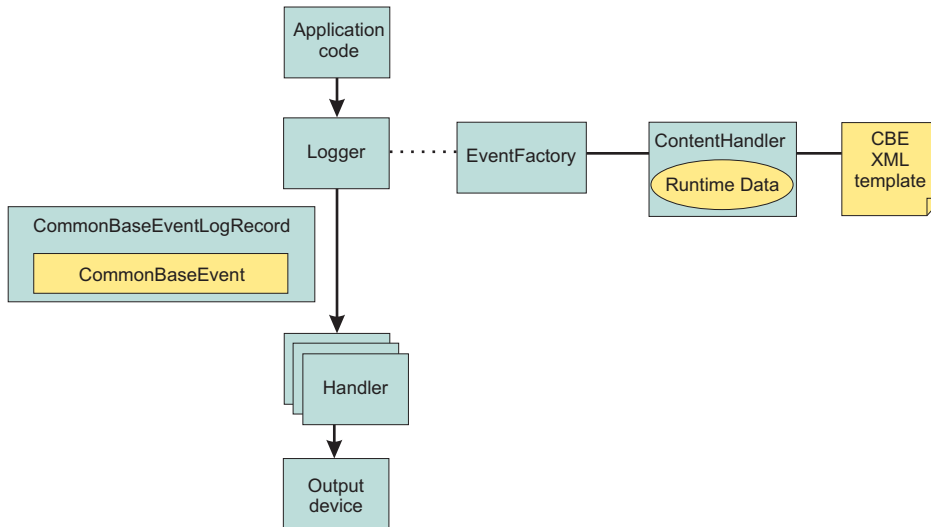 Application
code
Logger
EventFactory
ContentHandler
Runtime Data
CBE
XML
template
CommonBaseEventLogRecord
CommonBaseEvent
Handler
Output
device